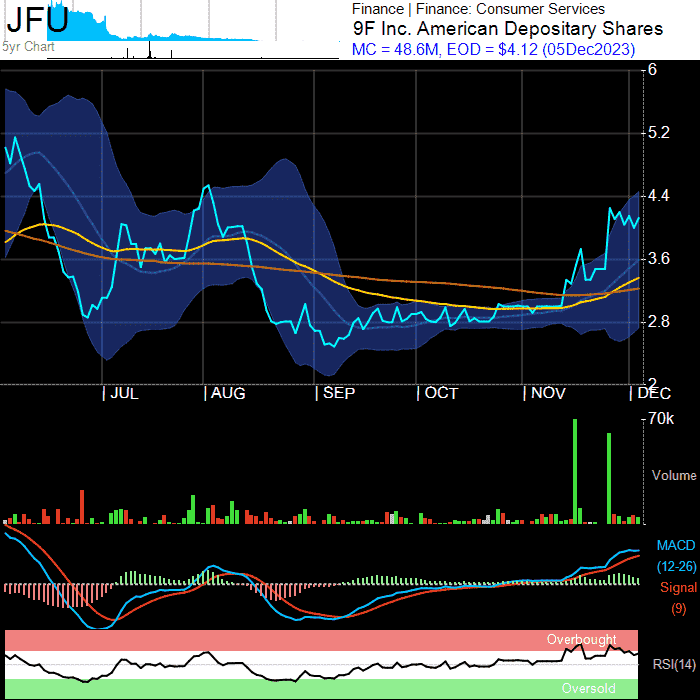 JFU
5yr Chart
Finance | Finance: Consumer Services
9F Inc. American Depositary Shares
MC = 48.6M, EOD = $4.12 (05Dec2023)
6
5.2
4.4
3.6
2.8
2
JUL AUG SEP OCT NOV DEC
70k
Volume
MACD
(12-26)
Signal
(9)
Overbought
RSI(14)
Oversold